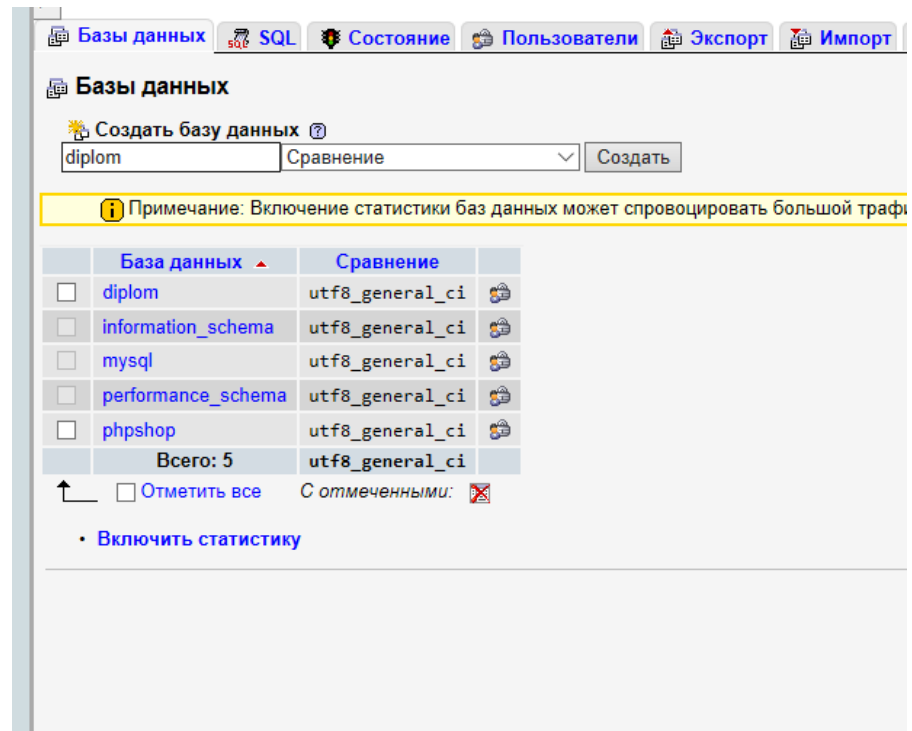 Базы данных SQL Состояние Пользователи Экспорт Импорт
Базы данных
Создать базу данных
diplom Сравнение Создать
Примечание: Включение статистики баз данных может спровоцировать большой
База данных Сравнение
diplom utf8_general_ci
information_schema utf8_general_ci
mysql utf8_general_ci
performance_schema utf8_general_ci
phpshop utf8_general_ci
Всего: 5 utf8_general_ci
Отметить все С отмеченными:
• Включить статистику